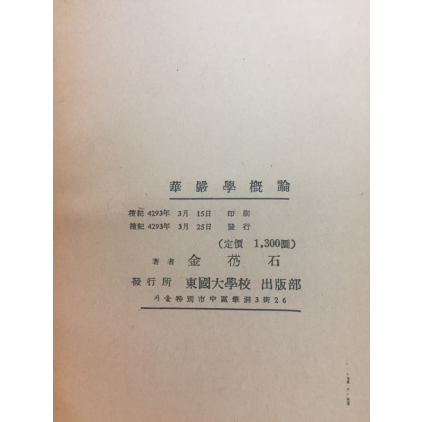 華嚴學概論
檀紀 4293年 3月 15日 印刷
檀紀 4293年 3月 25日 發行
(定價 1,300圜)
著者 金芿石
發行所 東國大學校 出版部
서울特別市中區筆洞3街26